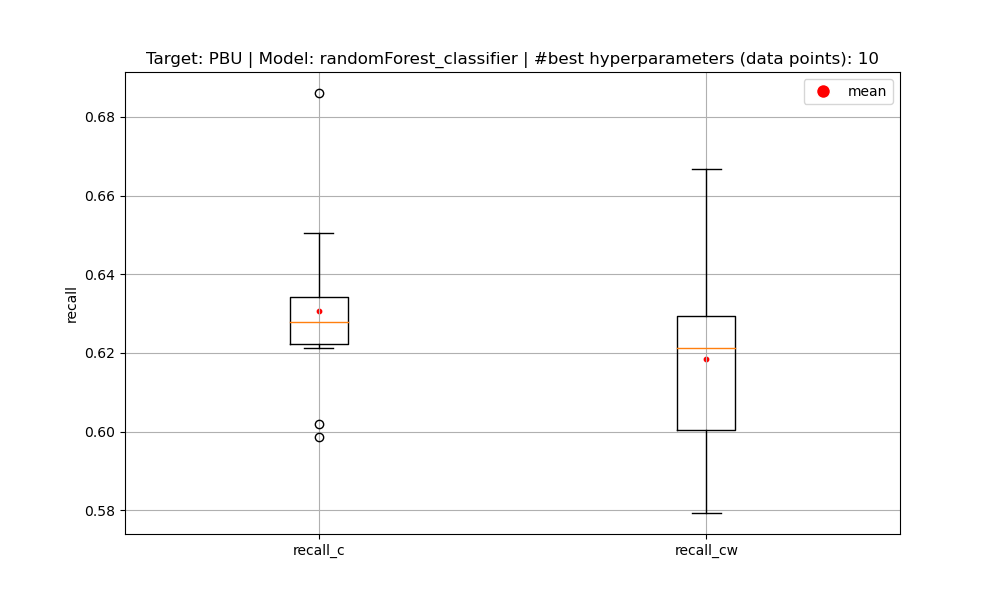 Target: PBU | Model: randomForest_classifier | #best hyperparameters (data points): 10
mean
0.68
0.66
0.64
0.62
0.60
0.58
recall
recall_c
recall_cw